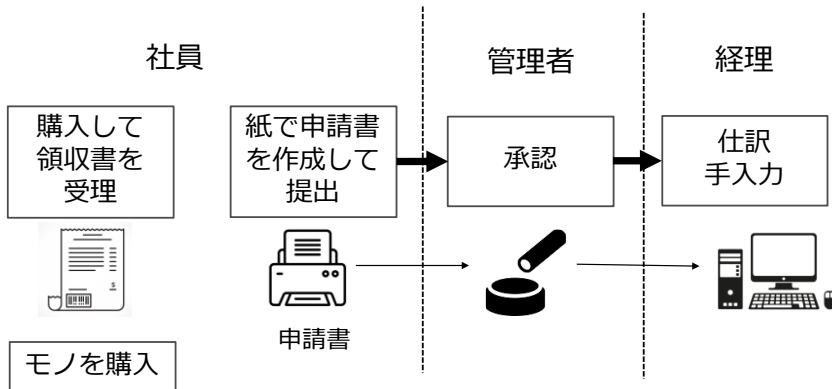 社員
管理者
経理
購入して
領収書を
受理
紙で申請書
を作成して
提出
承認
仕訳
手入力
申請書
モノを購入